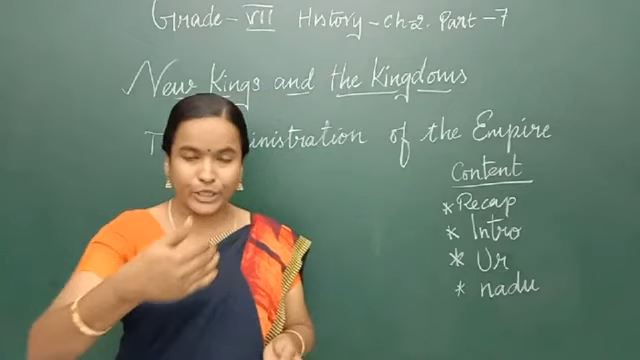 Grade - VII History - Ch-2. Part - 7
New Kings and the Kingdoms
of the Empire
Content
* Recap
* Intro
* Ur
* nadu